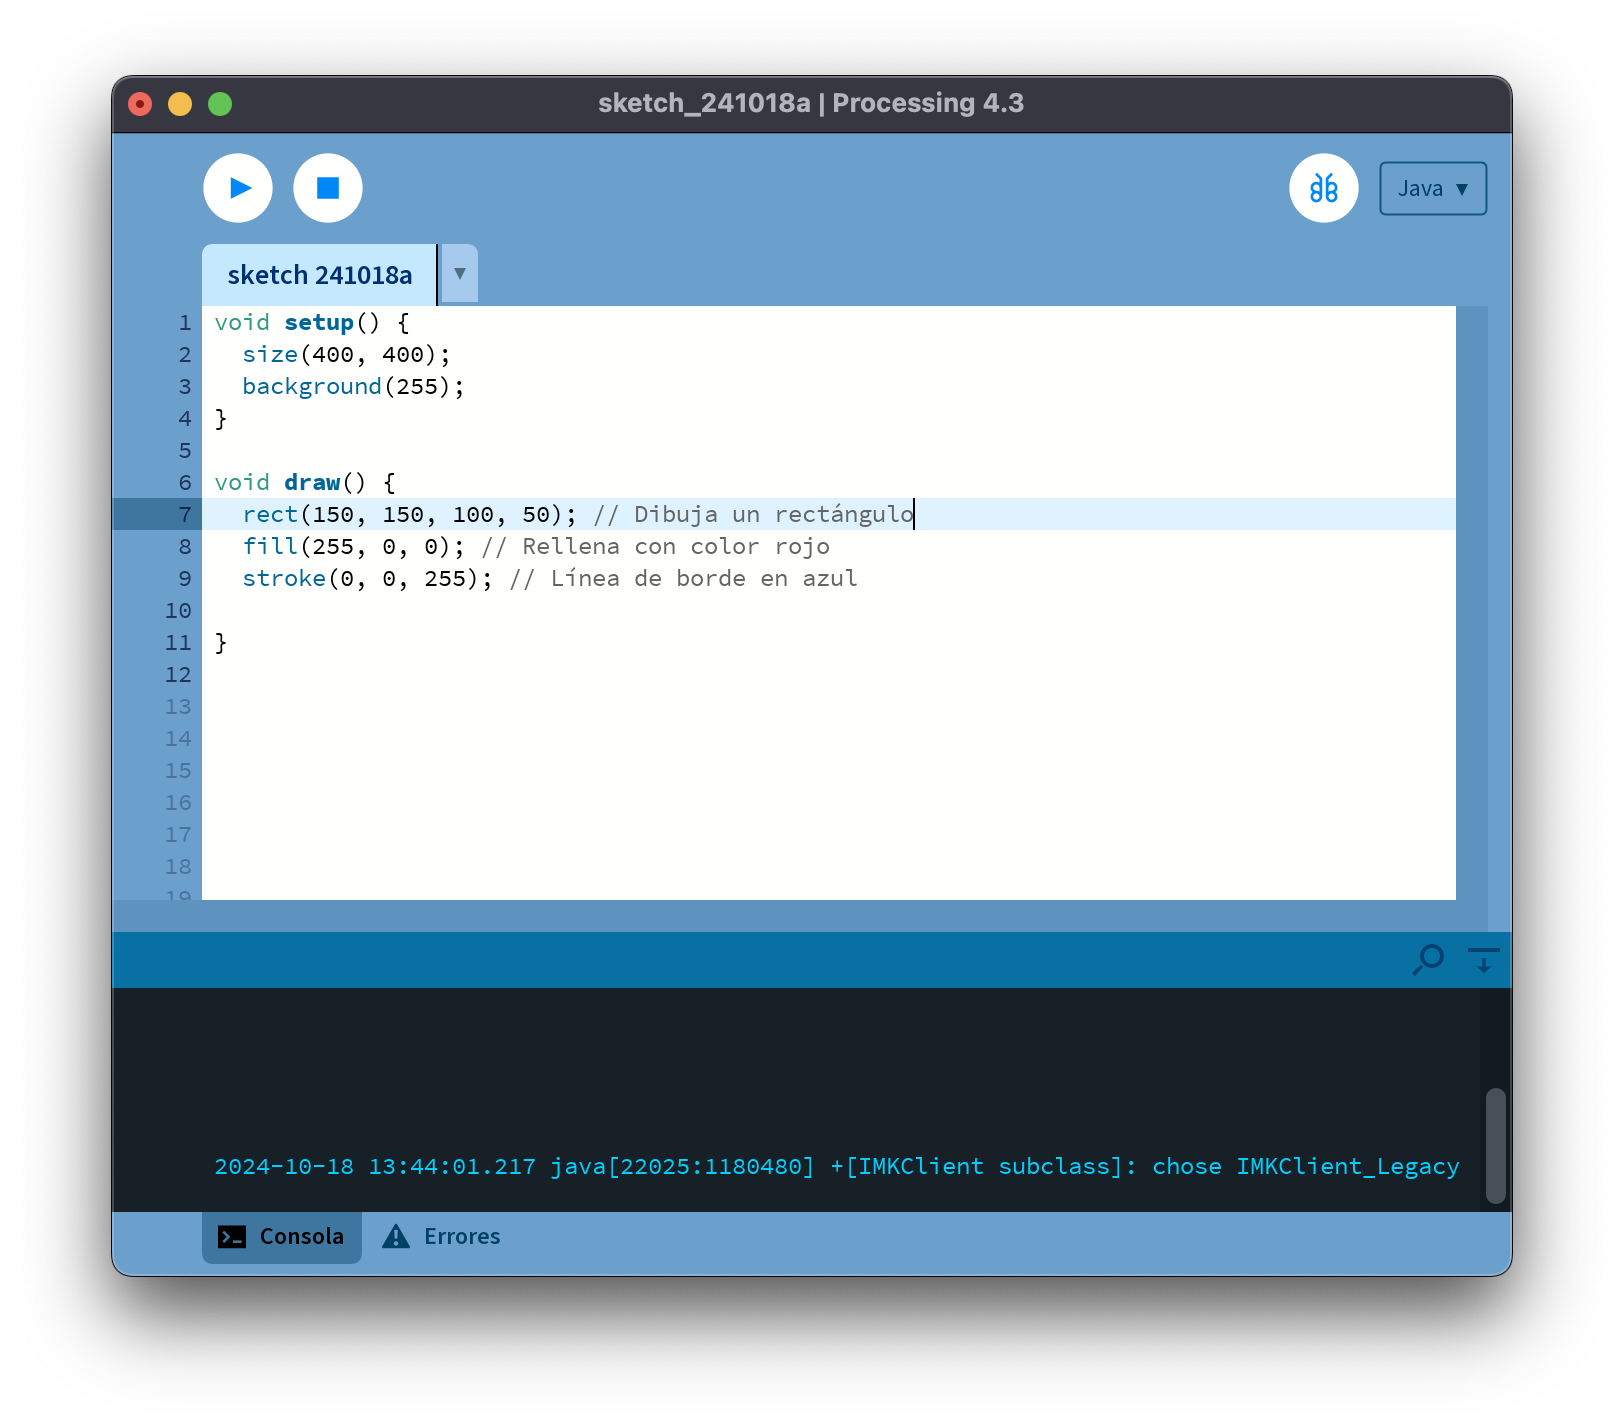 sketch_241018a | Processing 4.3
Java ▼
sketch 241018a ▼
1 void setup() {
2   size(400, 400);
3   background(255);
4 }
5
6 void draw() {
7   rect(150, 150, 100, 50); // Dibuja un rectángulo
8   fill(255, 0, 0); // Rellena con color rojo
9   stroke(0, 0, 255); // Línea de borde en azul
10
11 }
12
13
14
15
16
17
18
19
2024-10-18 13:44:01.217 java[22025:1180480] +[IMKClient subclass]: chose IMKClient_Legacy
Consola Errores